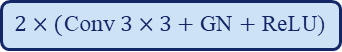 2 × (Conv 3 × 3 + GN + ReLU)